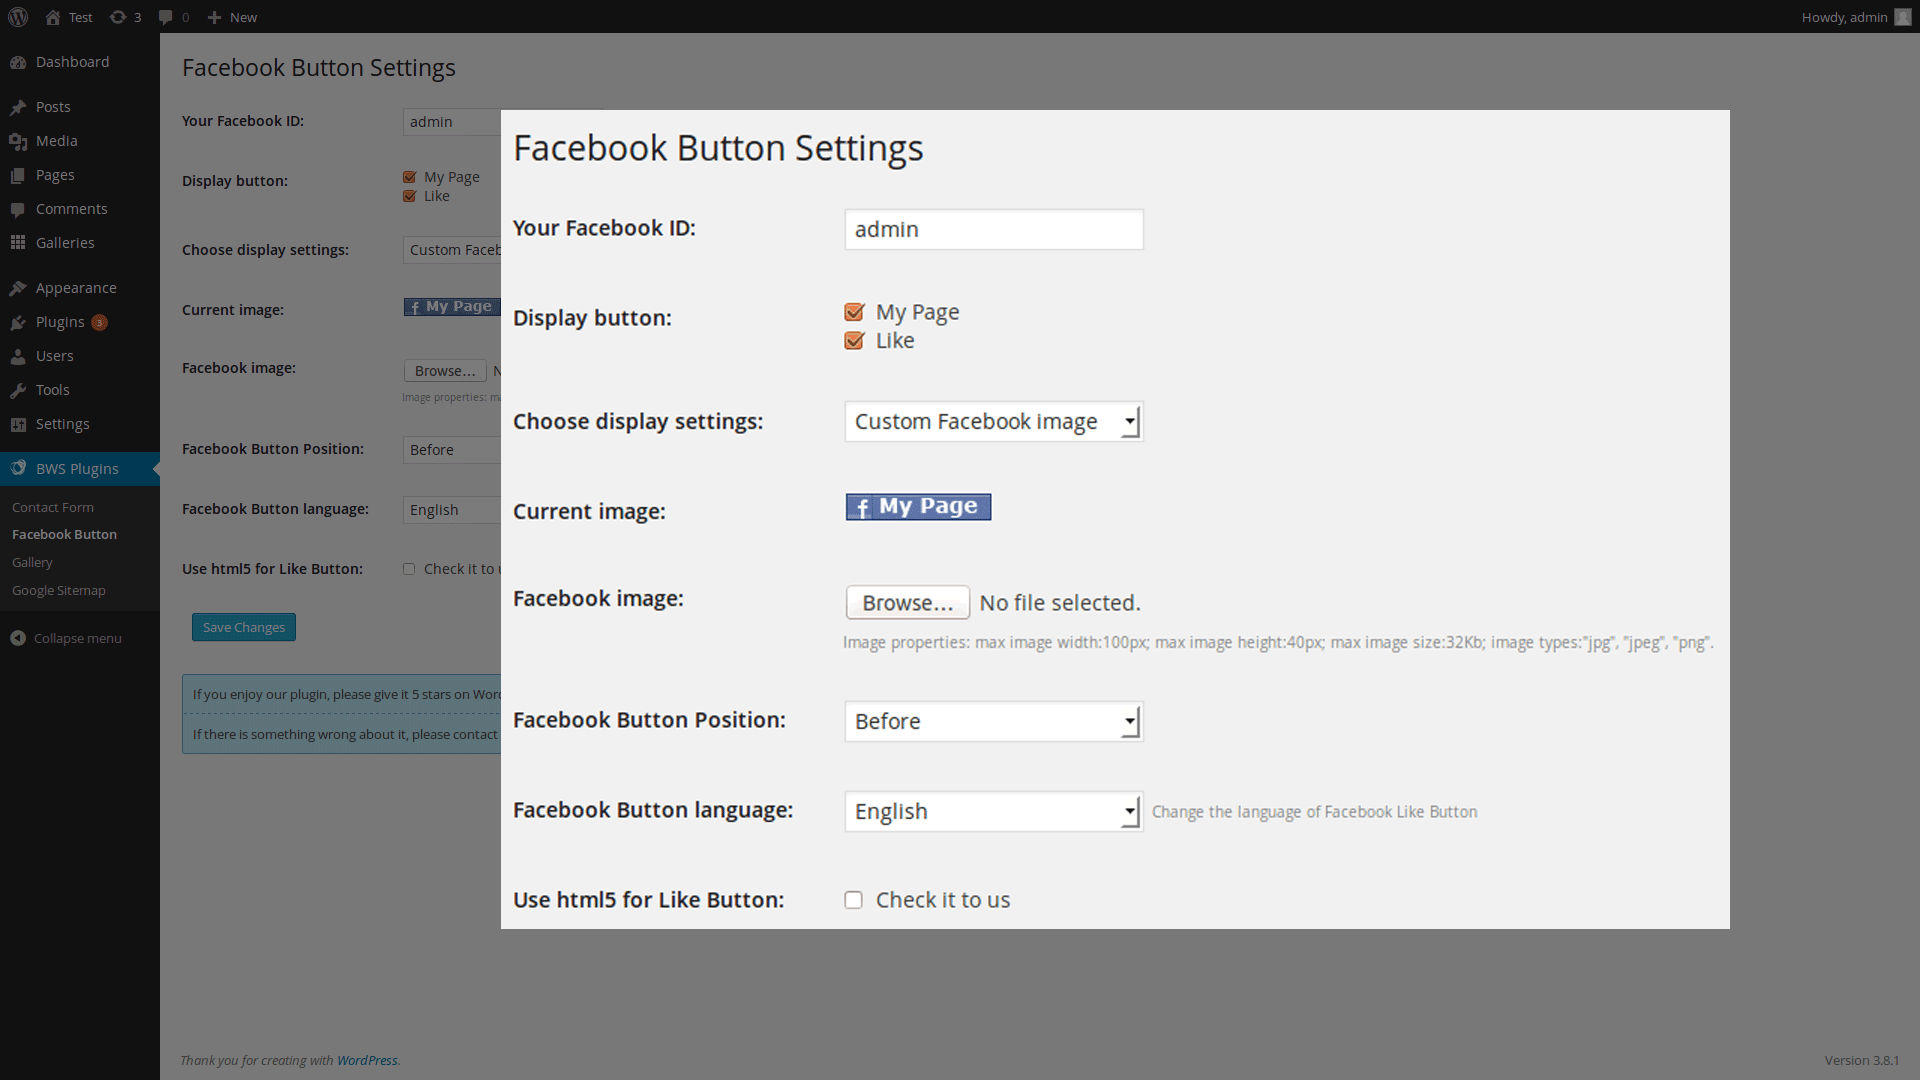 Test 3 0 New
Howdy, admin
Dashboard
Posts
Media
Pages
Comments
Galleries
Appearance
Plugins 3
Users
Tools
Settings
BWS Plugins
Contact Form
Facebook Button
Gallery
Google Sitemap
Collapse menu
Facebook Button Settings
Your Facebook ID: admin
Display button: My Page
Like
Choose display settings: Custom Faceb
Current image: f My Page
Facebook image: Browse... N
Image properties: m
Facebook Button Position: Before
Facebook Button language: English
Use html5 for Like Button: Check it to u
Save Changes
If you enjoy our plugin, please give it 5 stars on Wor
If there is something wrong about it, please contact
Facebook Button Settings
Your Facebook ID: admin
Display button: My Page
Like
Choose display settings: Custom Facebook image
Current image: f My Page
Facebook image: Browse... No file selected.
Image properties: max image width:100px; max image height:40px; max image size:32Kb; image types:"jpg", "jpeg", "png".
Facebook Button Position: Before
Facebook Button language: English Change the language of Facebook Like Button
Use html5 for Like Button: Check it to us
Thank you for creating with WordPress.
Version 3.8.1